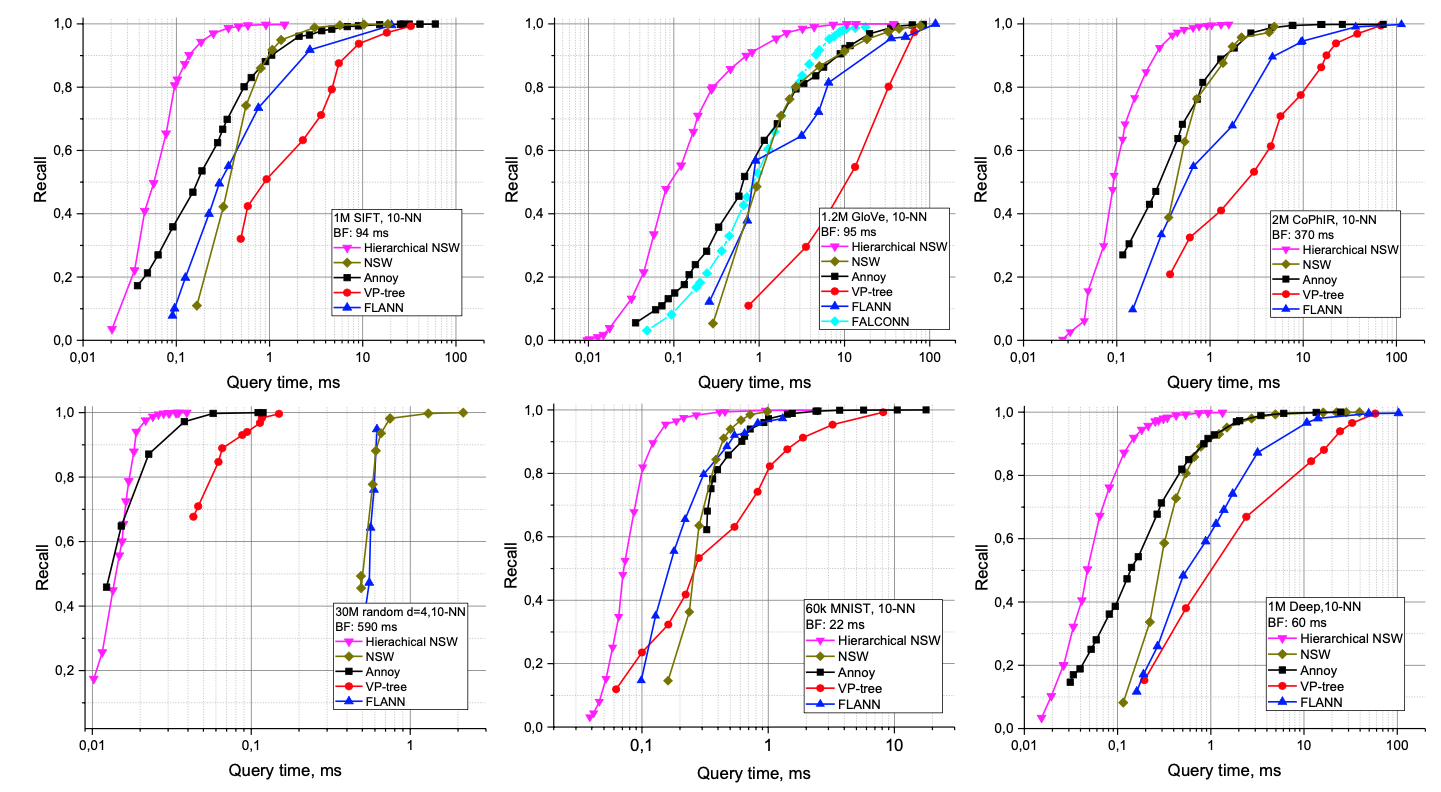 1,0
0,8
0,6
0,4
0,2
0,0
Recall
0,01
0,1
1
10
100
Query time, ms
1M SIFT, 10-NN
BF: 94 ms
Hierarchical NSW
NSW
Annoy
VP-tree
FLANN
1,0
0,8
0,6
0,4
0,2
0,0
Recall
0,01
0,1
1
10
100
Query time, ms
1.2M GloVe, 10-NN
BF: 95 ms
Hierarchical NSW
NSW
Annoy
VP-tree
FLANN
FALCONN
1,0
0,8
0,6
0,4
0,2
0,0
Recall
0,01
0,1
1
10
100
Query time, ms
2M CoPhIR, 10-NN
BF: 370 ms
Hierarchical NSW
NSW
Annoy
VP-tree
FLANN
1,0
0,8
0,6
0,4
0,2
Recall
0,01
0,1
1
Query time, ms
30M random d=4,10-NN
BF: 590 ms
Hierachical NSW
NSW
Annoy
VP-tree
FLANN
1,0
0,8
0,6
0,4
0,2
0,0
Recall
0,1
1
10
Query time, ms
60k MNIST, 10-NN
BF: 22 ms
Hierarchical NSW
NSW
Annoy
VP-tree
FLANN
1,0
0,8
0,6
0,4
0,2
0,0
Recall
0,01
0,1
1
10
100
Query time, ms
1M Deep,10-NN
BF: 60 ms
Hierarchical NSW
NSW
Annoy
VP-tree
FLANN